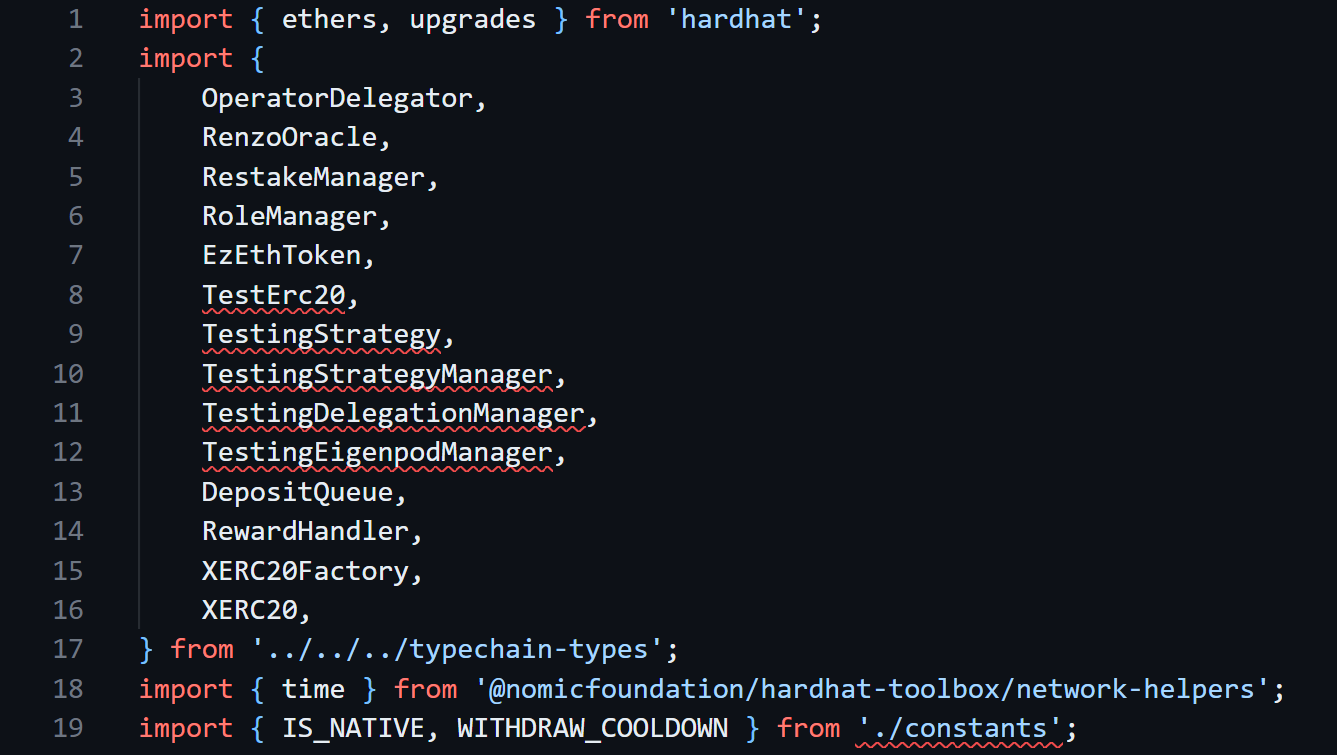 1 import { ethers, upgrades } from 'hardhat';
2 import {
3 OperatorDelegator,
4 RenzoOracle,
5 RestakeManager,
6 RoleManager,
7 EzEthToken,
8 TestErc20,
9 TestingStrategy,
10 TestingStrategyManager,
11 TestingDelegationManager,
12 TestingEigenpodManager,
13 DepositQueue,
14 RewardHandler,
15 XERC20Factory,
16 XERC20,
17 } from '../../../typechain-types';
18 import { time } from '@nomicfoundation/hardhat-toolbox/network-helpers';
19 import { IS_NATIVE, WITHDRAW_COOLDOWN } from './constants';